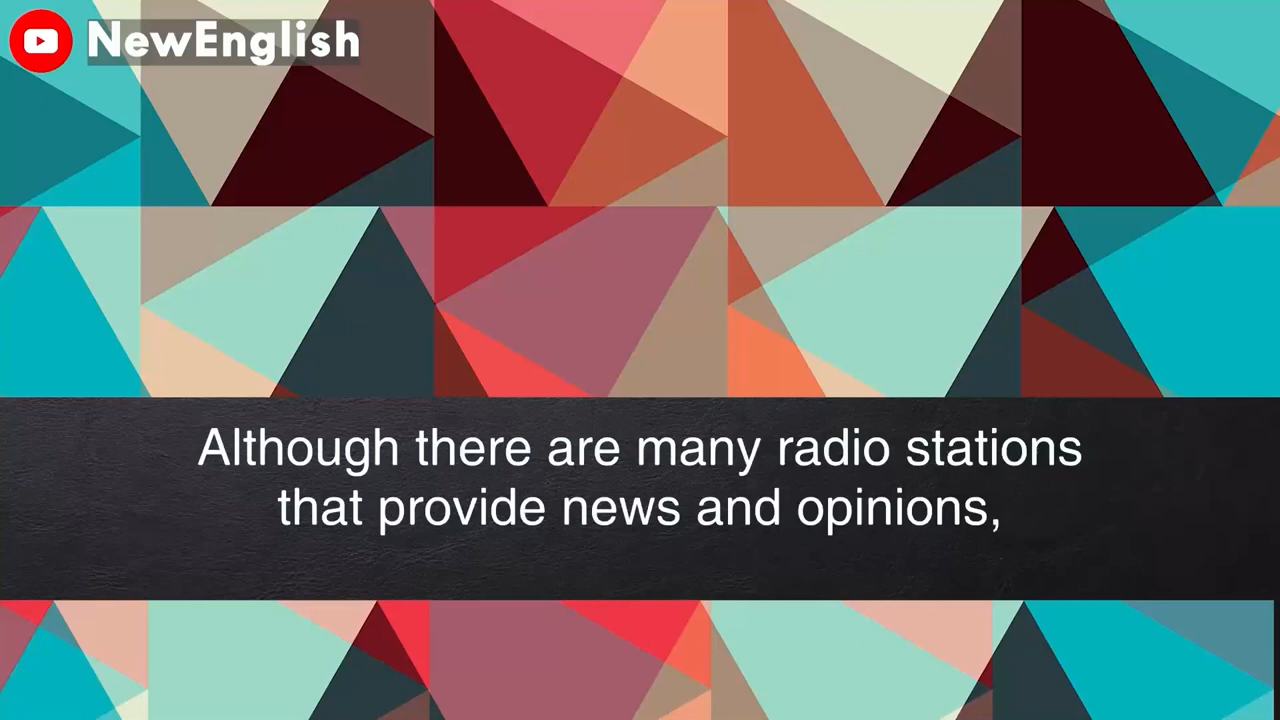 NewEnglish
Although there are many radio stations
that provide news and opinions,